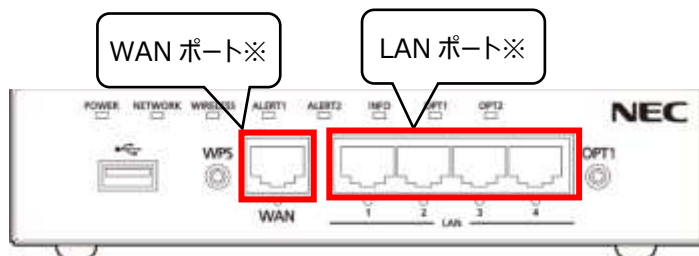 WAN ポート※
LAN ポート※
POWER NETWORK WIRELESS ALERT1 ALERT2 INFO OPT1 OPT2
NEC
WPS
OPT1
WAN
1 2 3 4
LAN